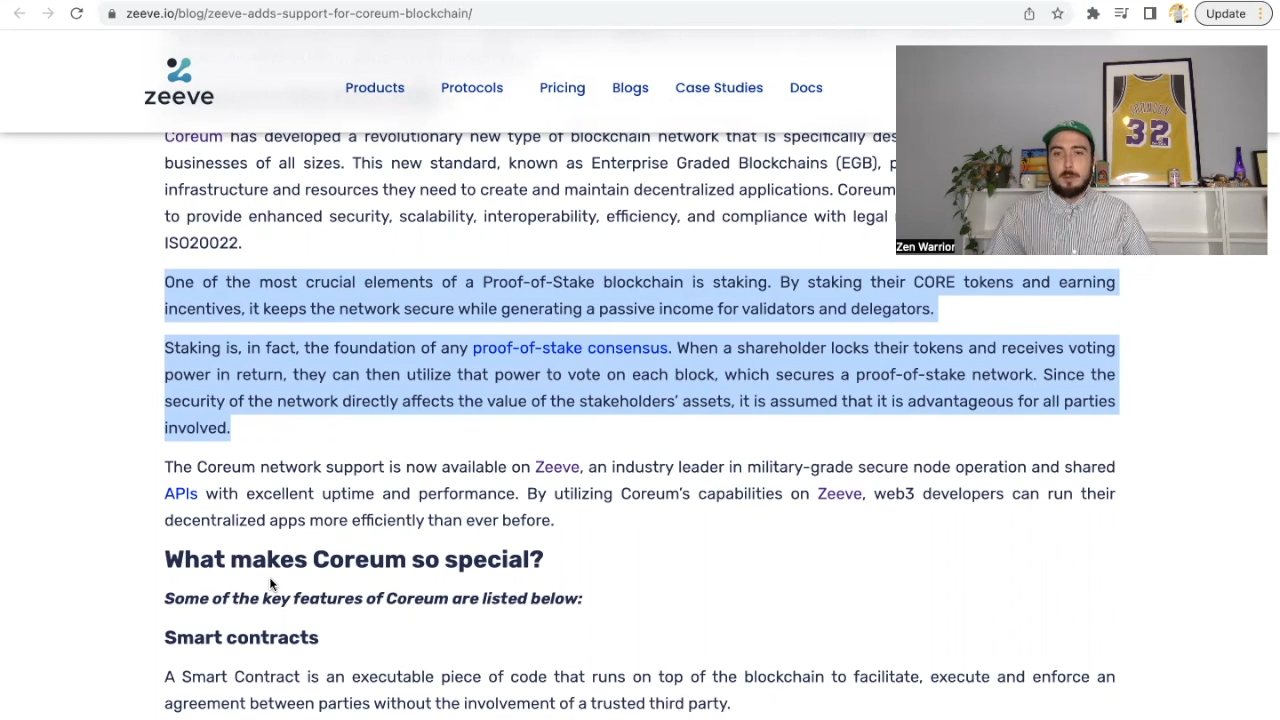 zeeve.io/blog/zeeve-adds-support-for-coreum-blockchain/
Update
zeeve
Products Protocols Pricing Blogs Case Studies Docs
32
Zen Warrior
Coreum has developed a revolutionary new type of blockchain network that is specifically
businesses of all sizes. This new standard, known as Enterprise Graded Blockchains (EGB),
infrastructure and resources they need to create and maintain decentralized applications. Coreum
to provide enhanced security, scalability, interoperability, efficiency, and compliance with legal
ISO20022.
One of the most crucial elements of a Proof-of-Stake blockchain is staking. By staking their CORE tokens and earning
incentives, it keeps the network secure while generating a passive income for validators and delegators.
Staking is, in fact, the foundation of any proof-of-stake consensus. When a shareholder locks their tokens and receives voting
power in return, they can then utilize that power to vote on each block, which secures a proof-of-stake network. Since the
security of the network directly affects the value of the stakeholders' assets, it is assumed that it is advantageous for all parties
involved.
The Coreum network support is now available on Zeeve, an industry leader in military-grade secure node operation and shared
APIs with excellent uptime and performance. By utilizing Coreum's capabilities on Zeeve, web3 developers can run their
decentralized apps more efficiently than ever before.
What makes Coreum so special?
Some of the key features of Coreum are listed below:
Smart contracts
A Smart Contract is an executable piece of code that runs on top of the blockchain to facilitate, execute and enforce an
agreement between parties without the involvement of a trusted third party.